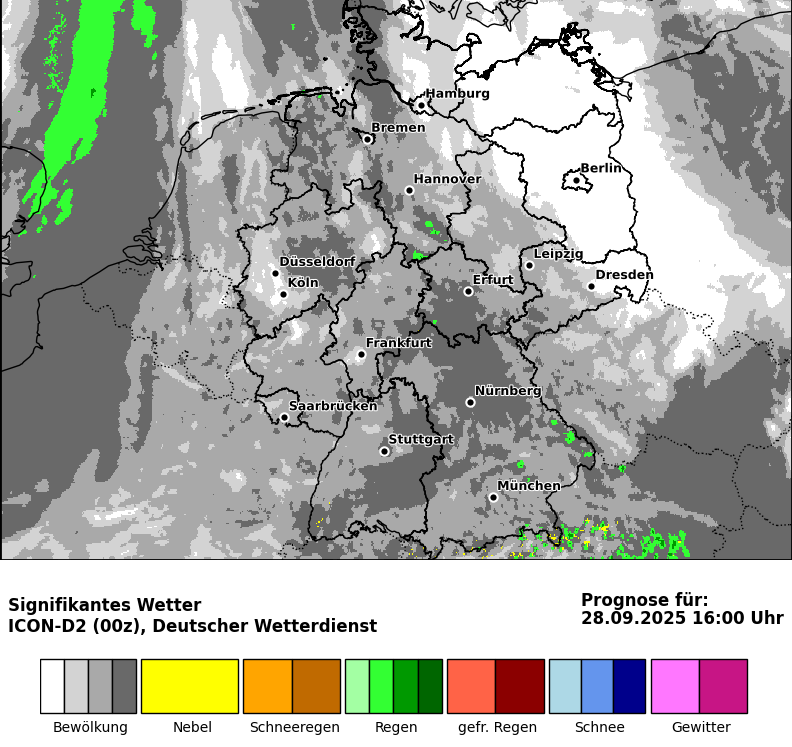 Hamburg
Bremen
Berlin
Hannover
Düsseldorf
Leipzig
Köln
Erfurt
Dresden
Frankfurt
Nürnberg
Saarbrücken
Stuttgart
München
Signifikantes Wetter
ICON-D2 (00z), Deutscher Wetterdienst
Prognose für:
28.09.2025 16:00 Uhr
Bewölkung Nebel Schneeregen Regen gefr. Regen Schnee Gewitter